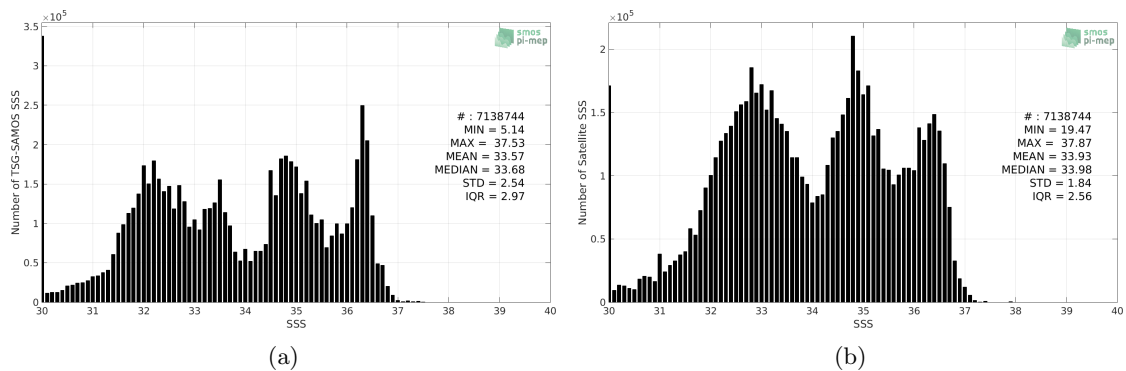 ×10^5
3.5
3
2.5
2
1.5
1
0.5
0
Number of TSG-SAMOS SSS
30 31 32 33 34 35 36 37 38 39 40
SSS
smos
pi-mep
# : 7138744
MIN = 5.14
MAX = 37.53
MEAN = 33.57
MEDIAN = 33.68
STD = 2.54
IQR = 2.97
(a)
×10^5
2
1.5
1
0.5
0
Number of Satellite SSS
30 31 32 33 34 35 36 37 38 39 40
SSS
smos
pi-mep
# : 7138744
MIN = 19.47
MAX = 37.87
MEAN = 33.93
MEDIAN = 33.98
STD = 1.84
IQR = 2.56
(b)